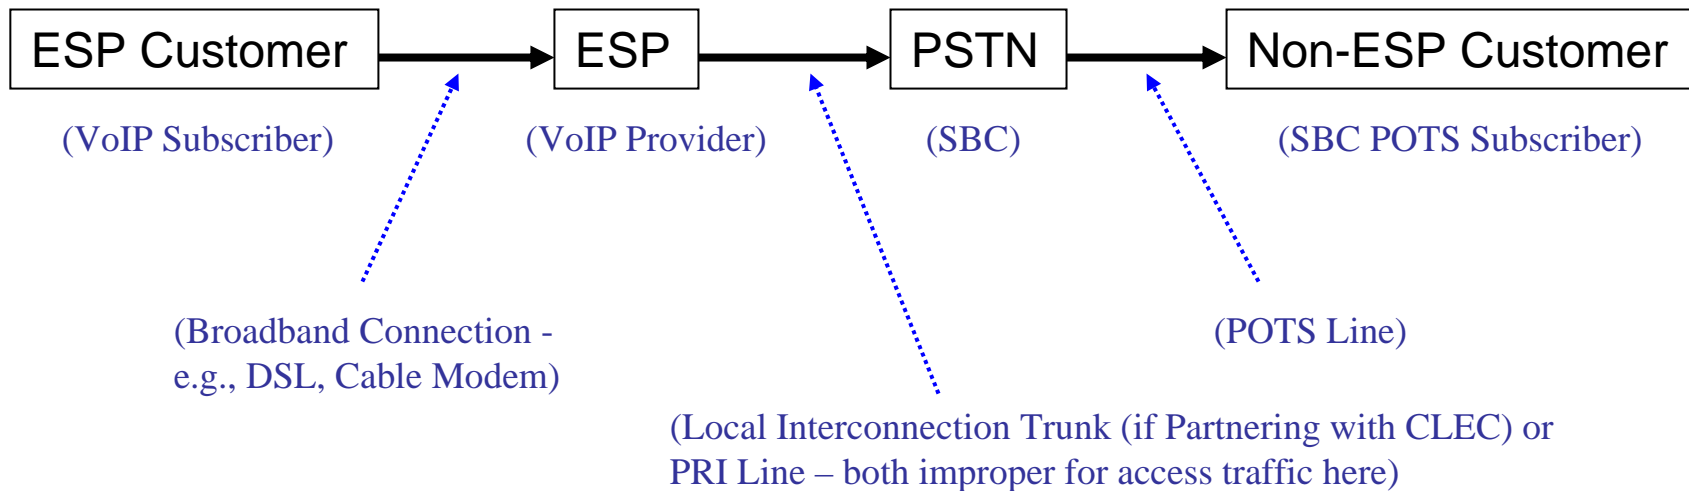 ESP Customer
ESP
PSTN
Non-ESP Customer
(VoIP Subscriber)
(VoIP Provider)
(SBC)
(SBC POTS Subscriber)
(Broadband Connection -
e.g., DSL, Cable Modem)
(POTS Line)
(Local Interconnection Trunk (if Partnering with CLEC) or
PRI Line – both improper for access traffic here)